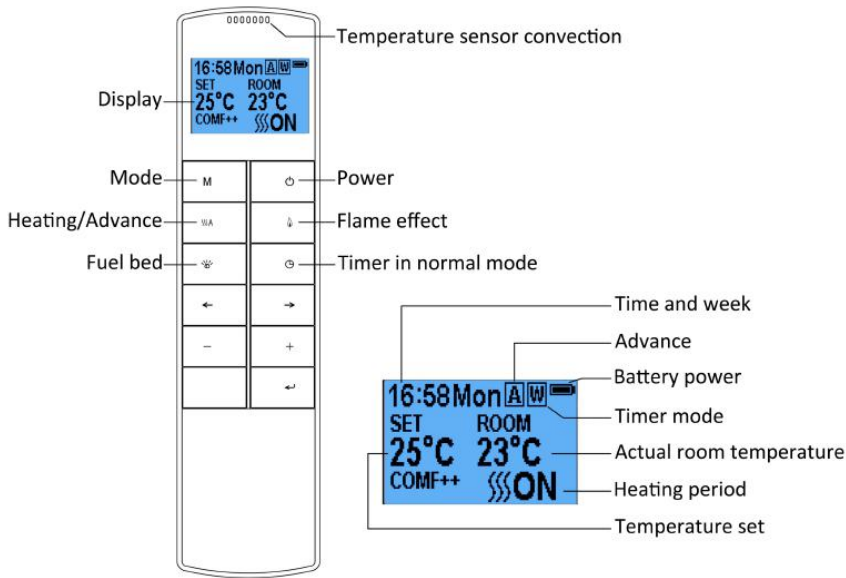 Temperature sensor convection
16:58Mon A W
SET ROOM
25°C 23°C
COMF++ ON
Display
Mode
M
Power
Heating/Advance
A
Flame effect
Fuel bed
Timer in normal mode
←
→
−
+
↵
Time and week
Advance
Battery power
Timer mode
Actual room temperature
Heating period
Temperature set
16:58Mon A W
SET ROOM
25°C 23°C
COMF++ ON